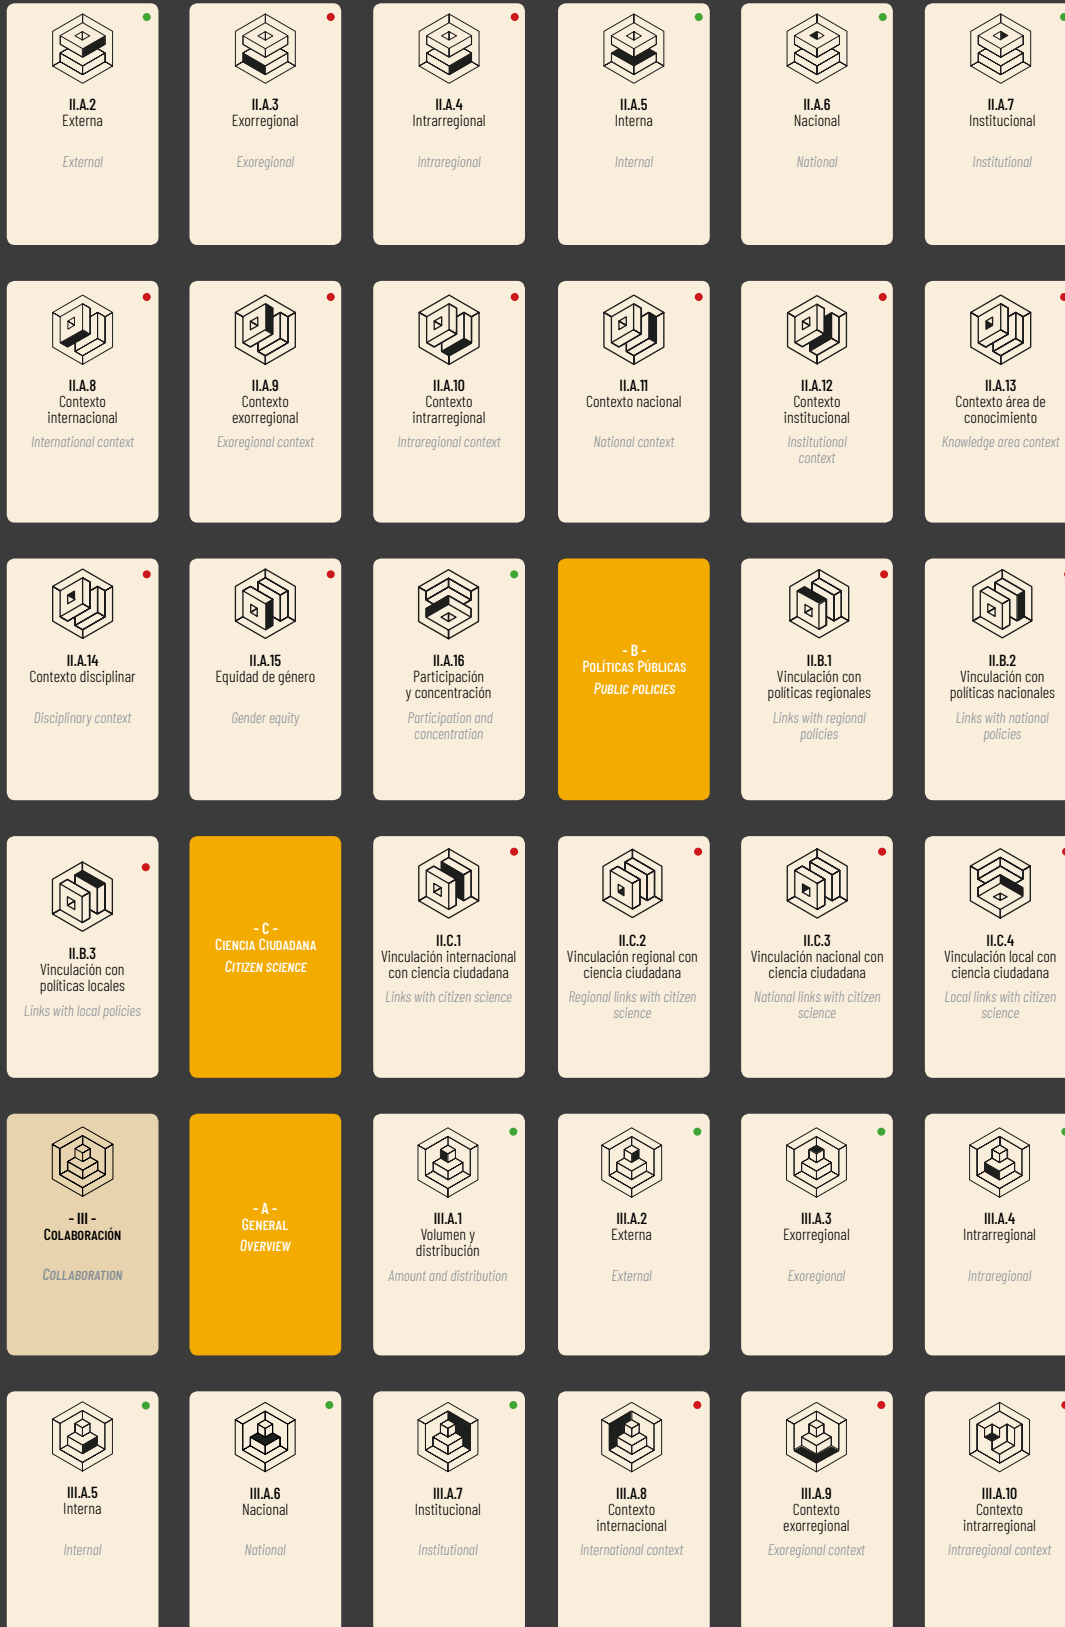 II.A.2
Externa
External
II.A.3
Exorregional
Exoregional
II.A.4
Intrarregional
Intraregional
II.A.5
Interna
Internal
II.A.6
Nacional
National
II.A.7
Institucional
Institutional
II.A.8
Contexto
internacional
International context
II.A.9
Contexto
exorregional
Exoregional context
II.A.10
Contexto
intrarregional
Intraregional context
II.A.11
Contexto nacional
National context
II.A.12
Contexto
institucional
Institutional
context
II.A.13
Contexto área de
conocimiento
Knowledge area context
II.A.14
Contexto disciplinar
Disciplinary context
II.A.15
Equidad de género
Gender equity
II.A.16
Participación
y concentración
Participation and
concentration
- B -
Políticas Públicas
Public policies
II.B.1
Vinculación con
políticas regionales
Links with regional
policies
II.B.2
Vinculación con
políticas nacionales
Links with national
policies
II.B.3
Vinculación con
políticas locales
Links with local policies
- C -
Ciencia Ciudadana
Citizen science
II.C.1
Vinculación internacional
con ciencia ciudadana
Links with citizen science
II.C.2
Vinculación regional con
ciencia ciudadana
Regional links with citizen
science
II.C.3
Vinculación nacional con
ciencia ciudadana
National links with citizen
science
II.C.4
Vinculación local con
ciencia ciudadana
Local links with citizen
science
- III -
Colaboración
Collaboration
- A -
General
Overview
III.A.1
Volumen y
distribución
Amount and distribution
III.A.2
Externa
External
III.A.3
Exorregional
Exoregional
III.A.4
Intrarregional
Intraregional
III.A.5
Interna
Internal
III.A.6
Nacional
National
III.A.7
Institucional
Institutional
III.A.8
Contexto
internacional
International context
III.A.9
Contexto
exorregional
Exoregional context
III.A.10
Contexto
intrarregional
Intraregional context